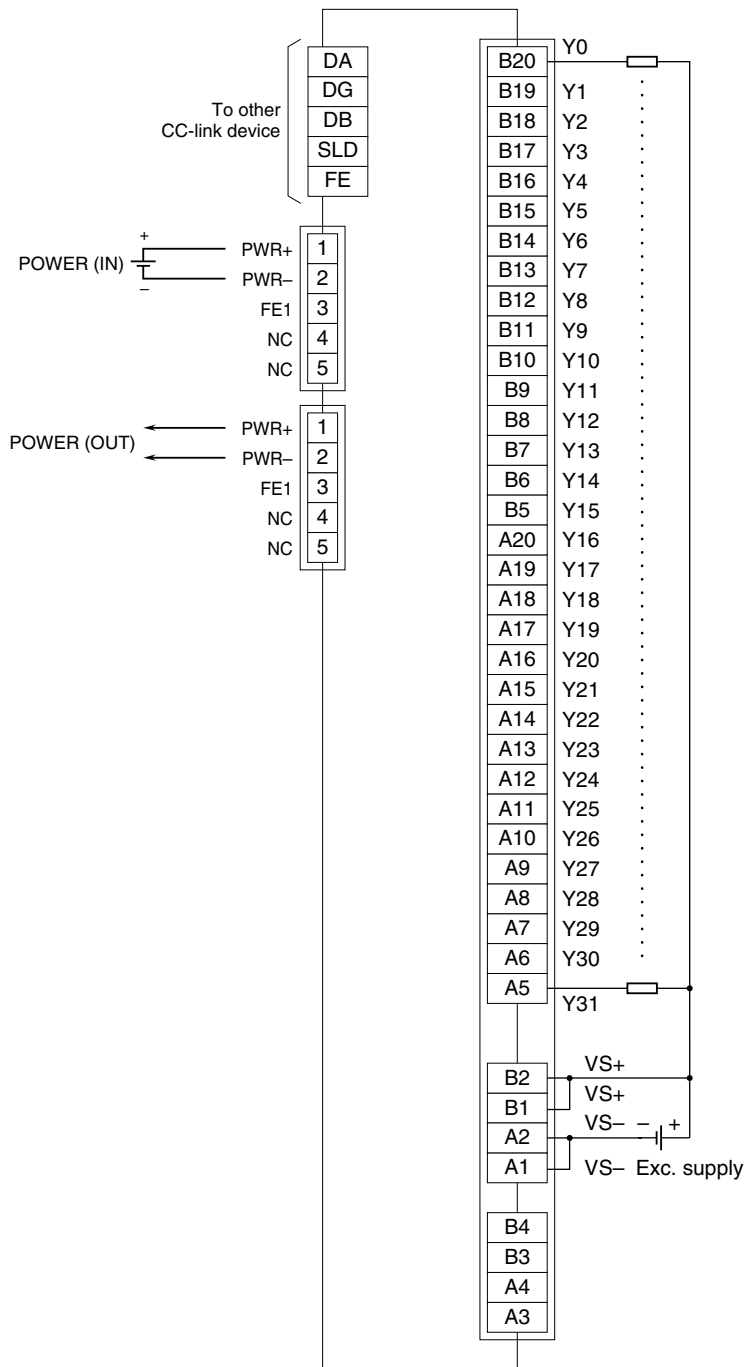 To other
CC-link device
DA
DG
DB
SLD
FE
POWER (IN)
+
–
PWR+ 1
PWR– 2
FE1 3
NC 4
NC 5
POWER (OUT)
PWR+ 1
PWR– 2
FE1 3
NC 4
NC 5
B20 Y0
B19 Y1
B18 Y2
B17 Y3
B16 Y4
B15 Y5
B14 Y6
B13 Y7
B12 Y8
B11 Y9
B10 Y10
B9 Y11
B8 Y12
B7 Y13
B6 Y14
B5 Y15
A20 Y16
A19 Y17
A18 Y18
A17 Y19
A16 Y20
A15 Y21
A14 Y22
A13 Y23
A12 Y24
A11 Y25
A10 Y26
A9 Y27
A8 Y28
A7 Y29
A6 Y30
A5 Y31
B2 VS+
B1 VS+
A2 VS– – +
A1 VS– Exc. supply
B4
B3
A4
A3